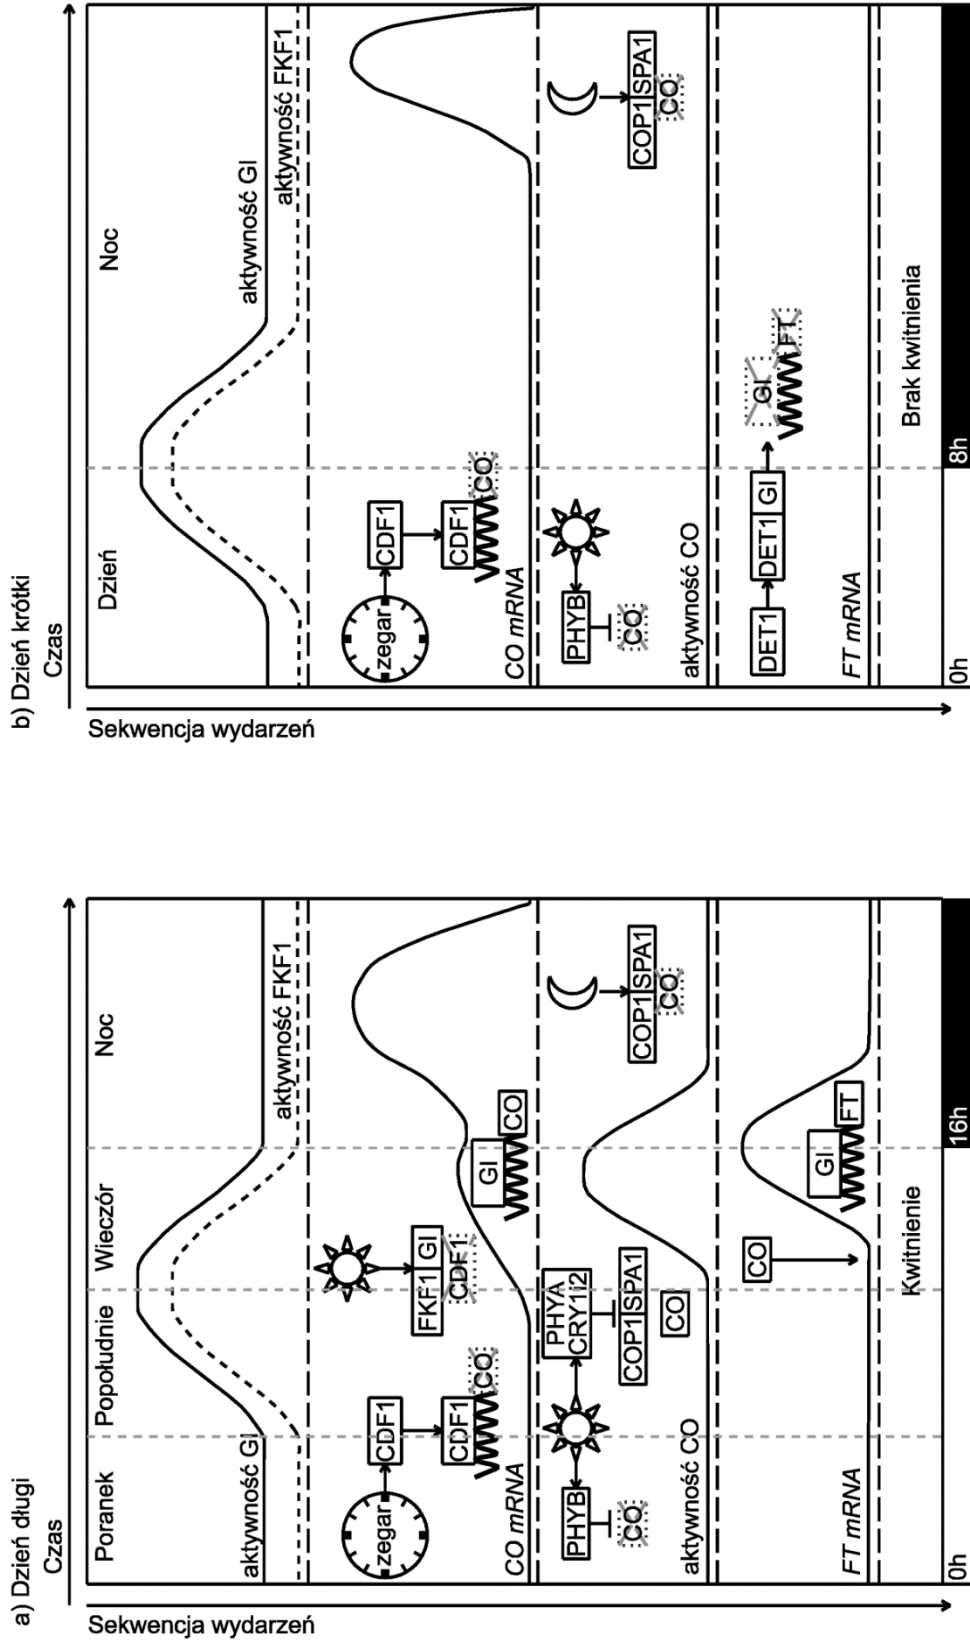 a) Dzień długi
Czas
Sekwencja wydarzeń
Poranek
Popołudnie
Wieczór
Noc
aktywność GI
aktywność FKF1
zegar
CDF1
CDF1
CO
FKF1 GI
CDF1
GI
CO
CO mRNA
PHYB
CO
PHYA
CRY1i2
COP1 SPA1
CO
COP1 SPA1
CO
aktywność CO
CO
GI
FT
FT mRNA
Kwitnienie
0h
16h
b) Dzień krótki
Czas
Sekwencja wydarzeń
Dzień
Noc
aktywność GI
aktywność FKF1
zegar
CDF1
CDF1
CO
CO mRNA
PHYB
CO
COP1 SPA1
CO
aktywność CO
DET1
DET1 GI
GI
FT
FT mRNA
Brak kwitnienia
0h
8h